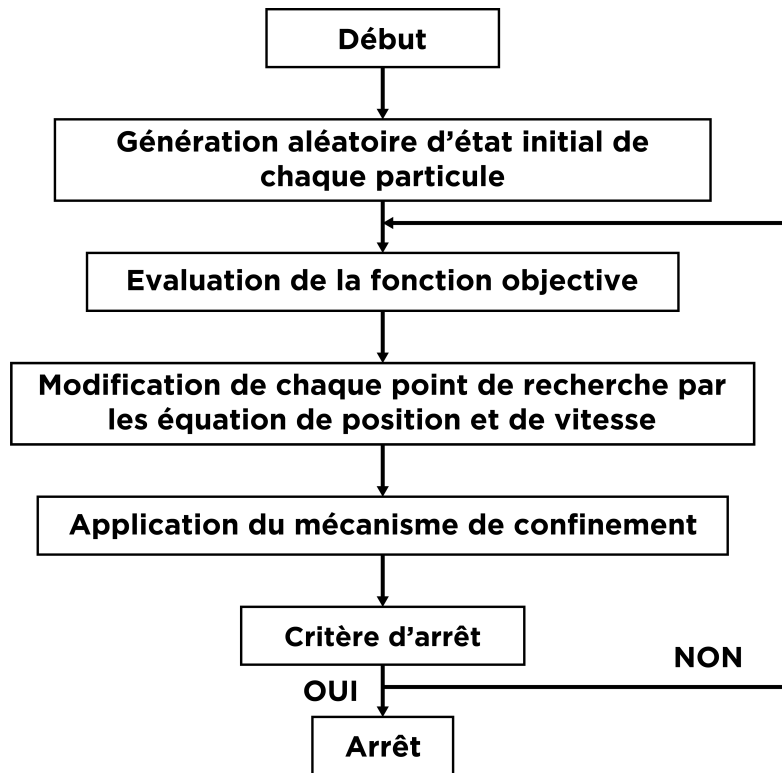 Début
Génération aléatoire d’état initial de
chaque particule
Evaluation de la fonction objective
Modification de chaque point de recherche par
les équation de position et de vitesse
Application du mécanisme de confinement
Critère d’arrêt
NON
OUI
Arrêt